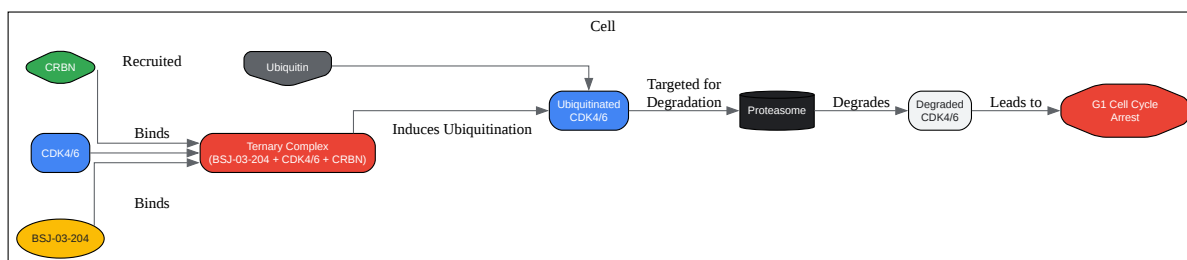 Cell
CRBN
Recruited
Ubiquitin
CDK4/6
Binds
Ternary Complex
(BSJ-03-204 + CDK4/6 + CRBN)
Induces Ubiquitination
Ubiquitinated
CDK4/6
Targeted for
Degradation
Proteasome
Degrades
Degraded
CDK4/6
Leads to
G1 Cell Cycle
Arrest
Binds
BSJ-03-204